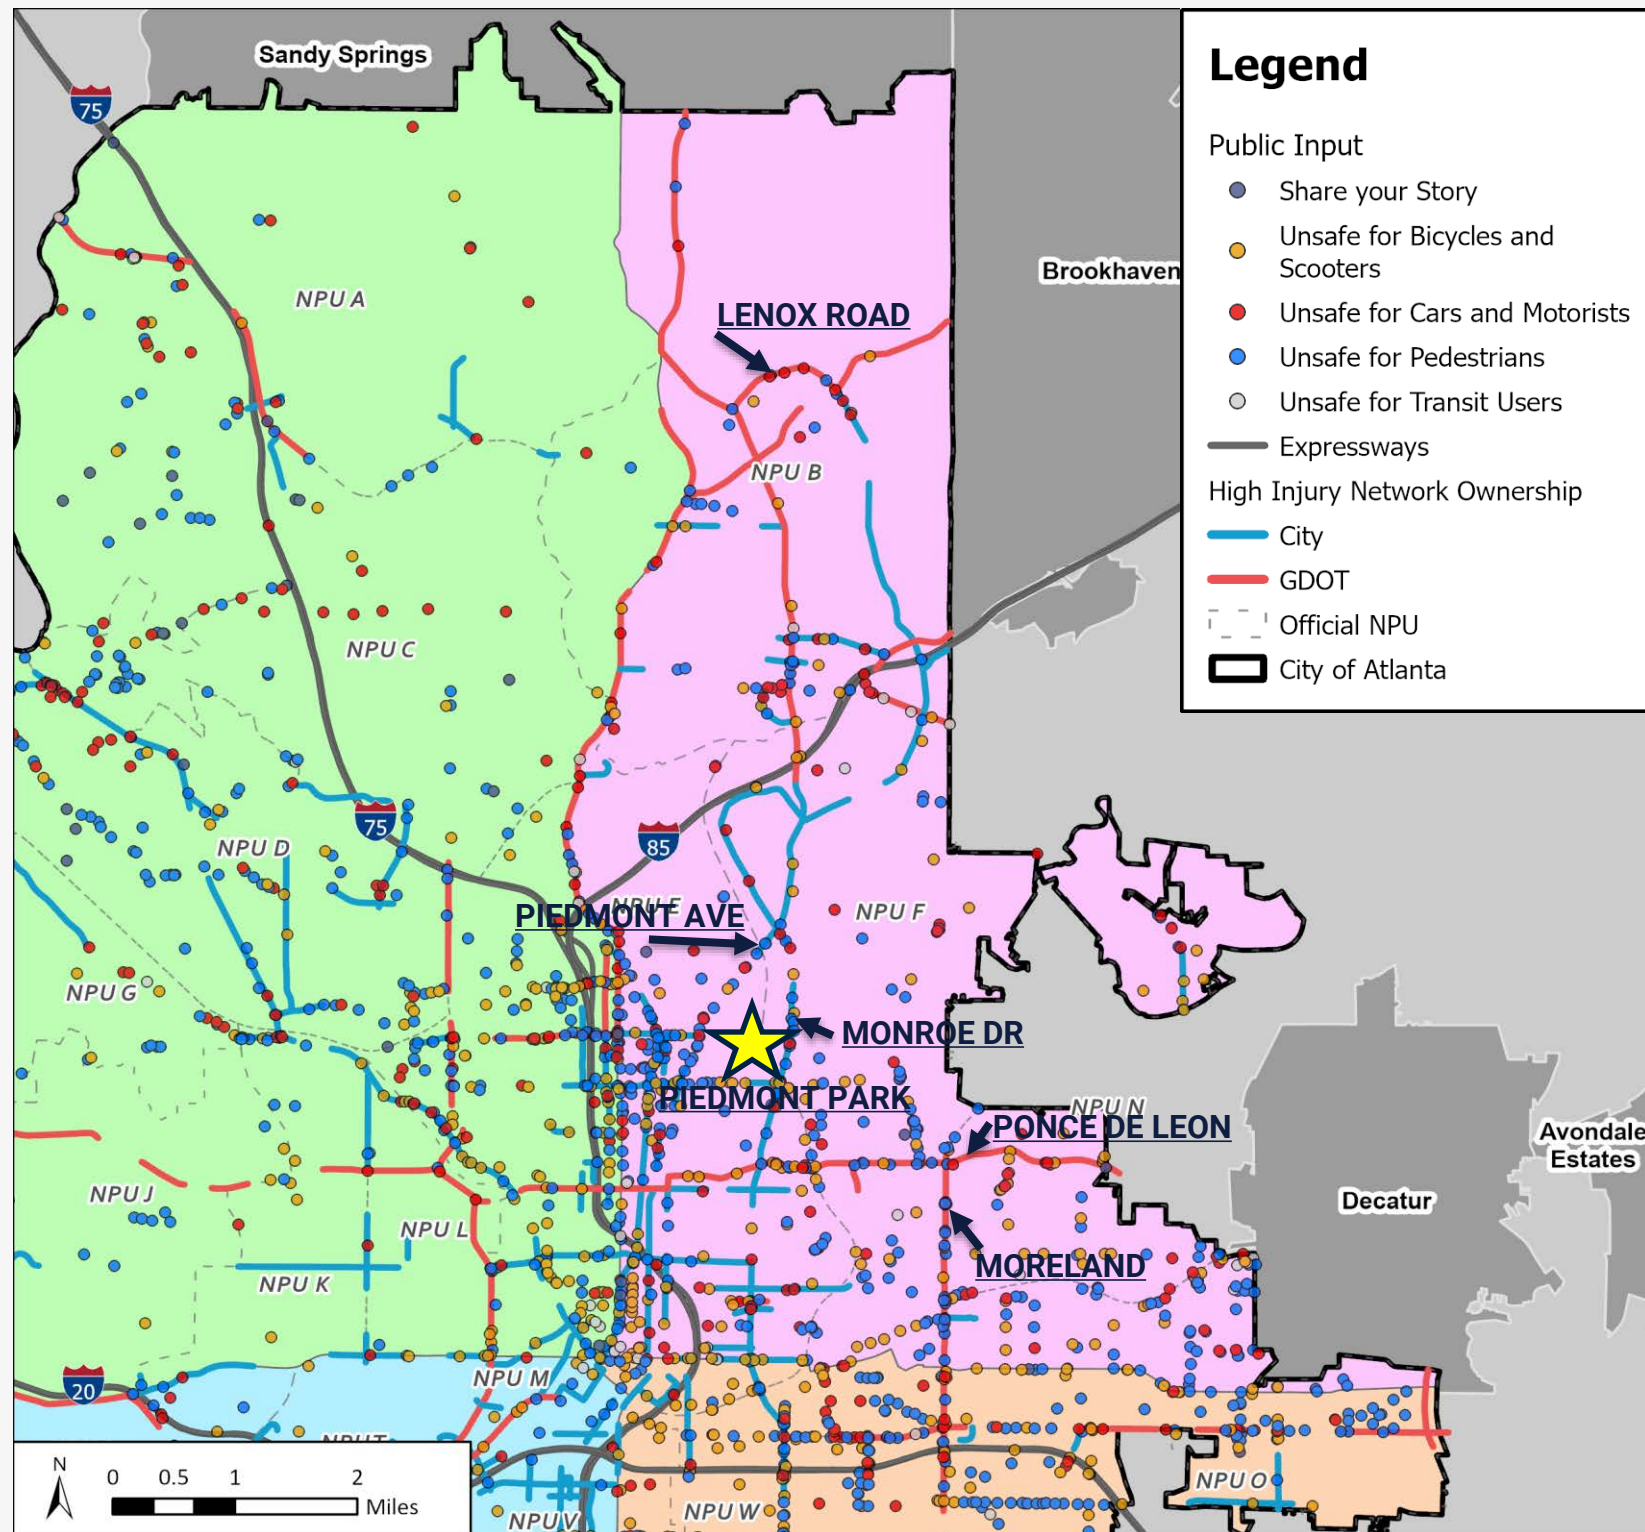 Sandy Springs
75
Legend
Public Input
Share your Story
Unsafe for Bicycles and
Scooters
Unsafe for Cars and Motorists
Unsafe for Pedestrians
Unsafe for Transit Users
Expressways
High Injury Network Ownership
City
GDOT
Official NPU
City of Atlanta
Brookhaven
NPU A
LENOX ROAD
NPU B
NPU C
75
85
NPU D
NPU E
PIEDMONT AVE
NPU F
NPU G
MONROE DR
PIEDMONT PARK
NPU N
PONCE DE LEON
Avondale
Estates
NPU J
Decatur
NPU L
MORELAND
NPU K
20
NPU M
NPU T
N
0 0.5 1 2
Miles
NPU V
NPU W
NPU O